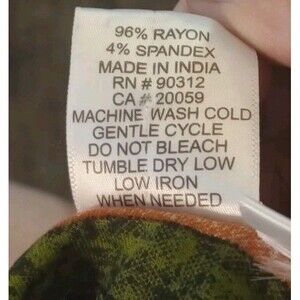 96% RAYON
4% SPANDEX
MADE IN INDIA
RN # 90312
CA # 20059
MACHINE WASH COLD
GENTLE CYCLE
DO NOT BLEACH
TUMBLE DRY LOW
LOW IRON
WHEN NEEDED